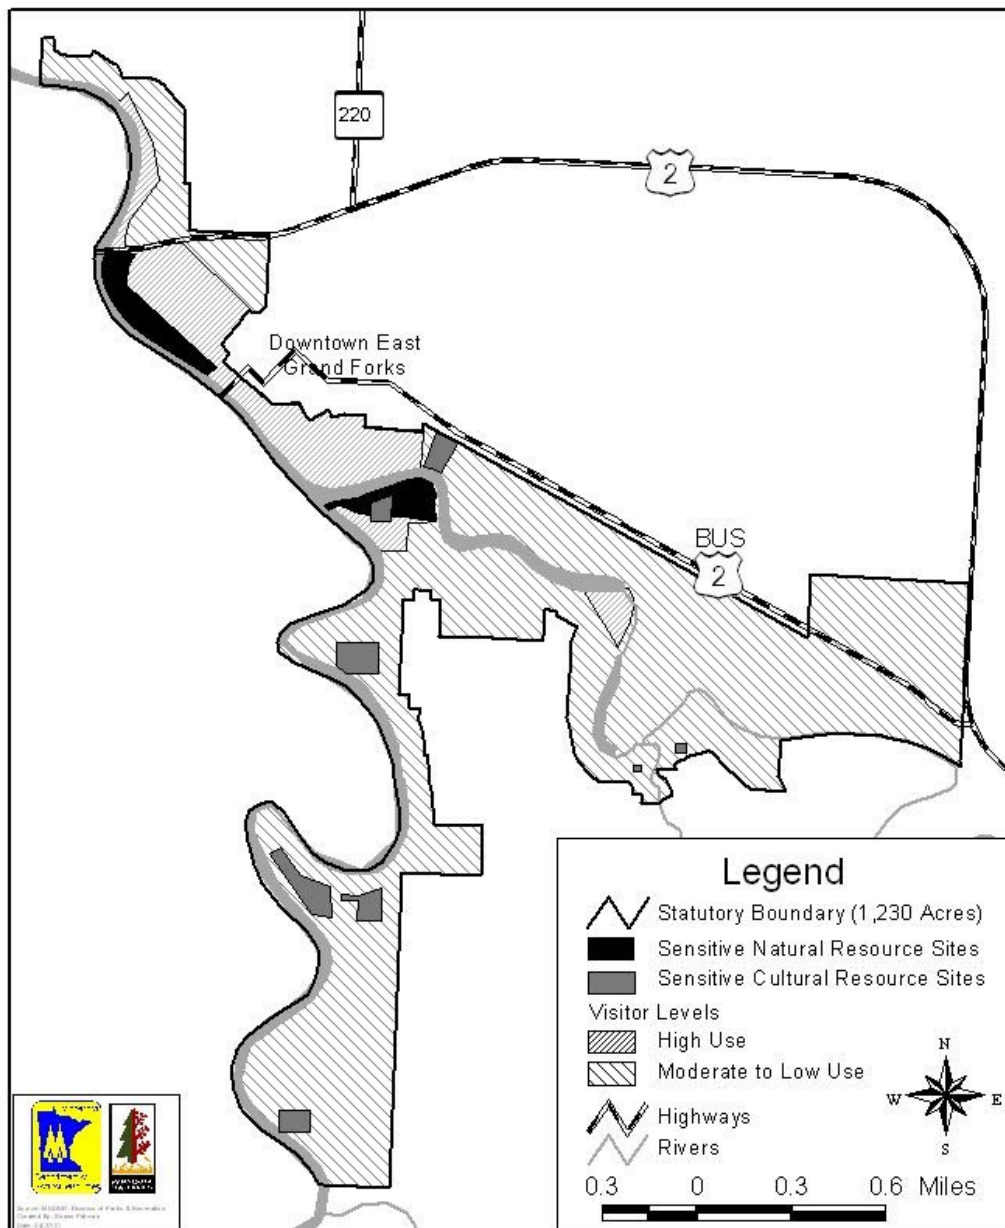 220
2
Downtown East
Grand Forks
BUS
2
Legend
Statutory Boundary (1,230 Acres)
Sensitive Natural Resource Sites
Sensitive Cultural Resource Sites
Visitor Levels
High Use
Moderate to Low Use
Highways
Rivers
N
W E
S
0.3 0 0.3 0.6 Miles